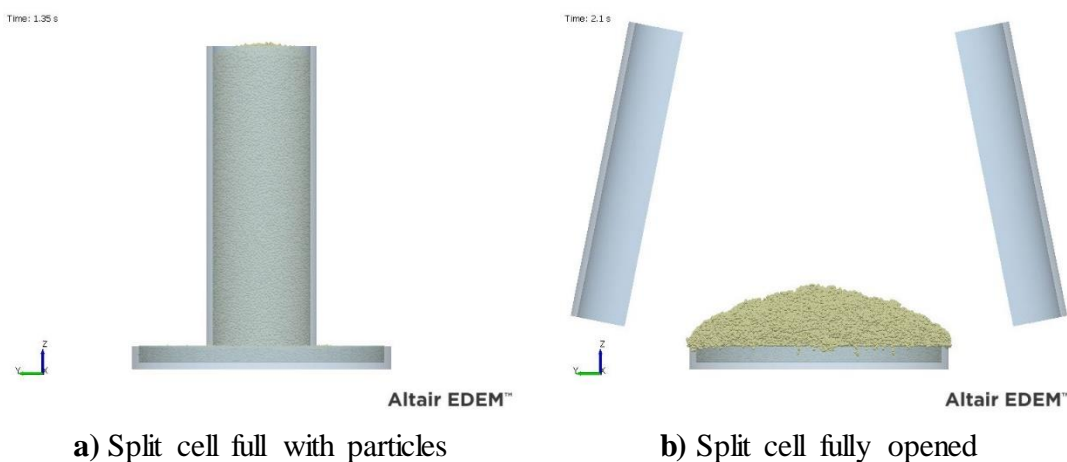 Time: 1.35 s
Time: 2.1 s
Z
Y X
Z
Y X
Altair EDEM™
Altair EDEM™
a) Split cell full with particles
b) Split cell fully opened